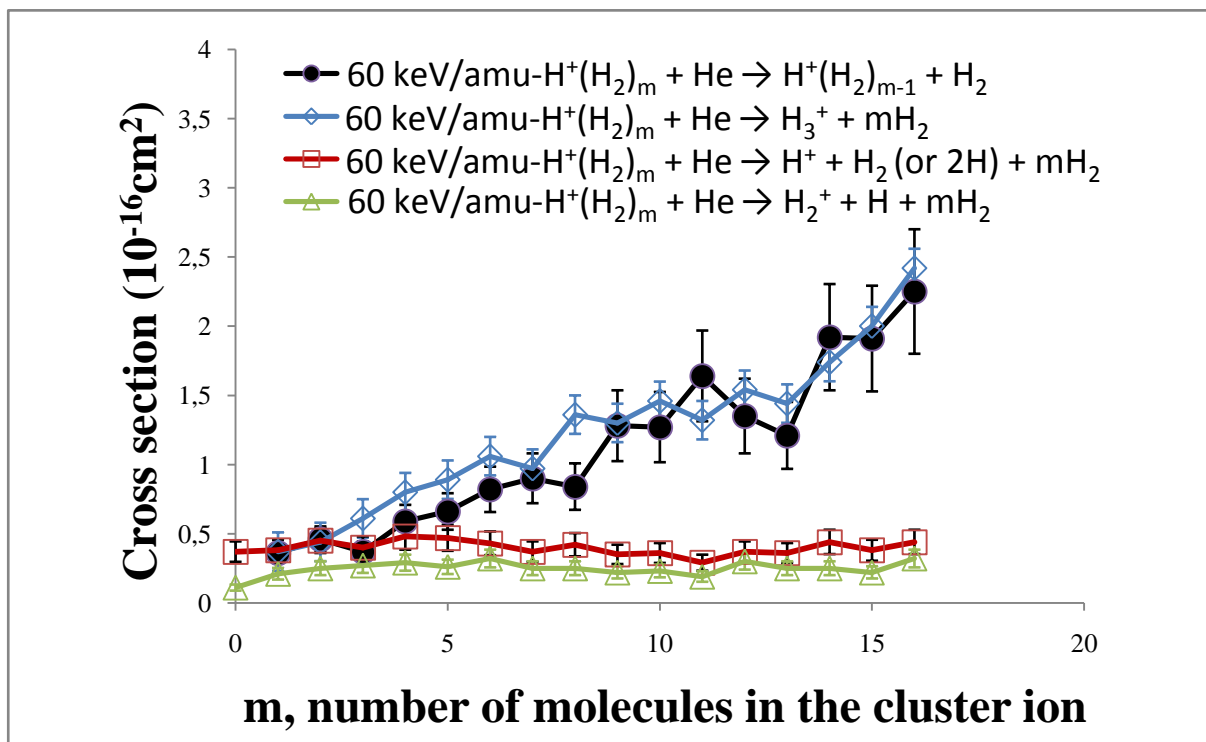 Cross section (10⁻¹⁶cm²)
4
3,5
3
2,5
2
1,5
1
0,5
0
60 keV/amu-H⁺(H₂)ₘ + He → H⁺(H₂)ₘ₋₁ + H₂
60 keV/amu-H⁺(H₂)ₘ + He → H₃⁺ + mH₂
60 keV/amu-H⁺(H₂)ₘ + He → H⁺ + H₂ (or 2H) + mH₂
60 keV/amu-H⁺(H₂)ₘ + He → H₂⁺ + H + mH₂
0 5 10 15 20
m, number of molecules in the cluster ion